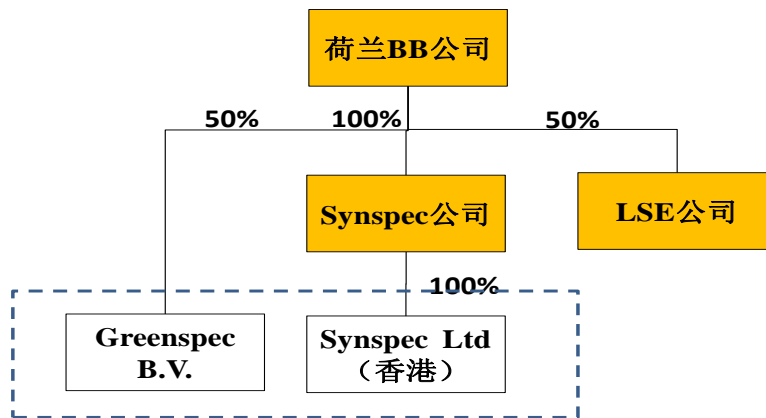 荷兰BB公司
50%
100%
50%
Synspec公司
LSE公司
100%
Greenspec
B.V.
Synspec Ltd
（香港）